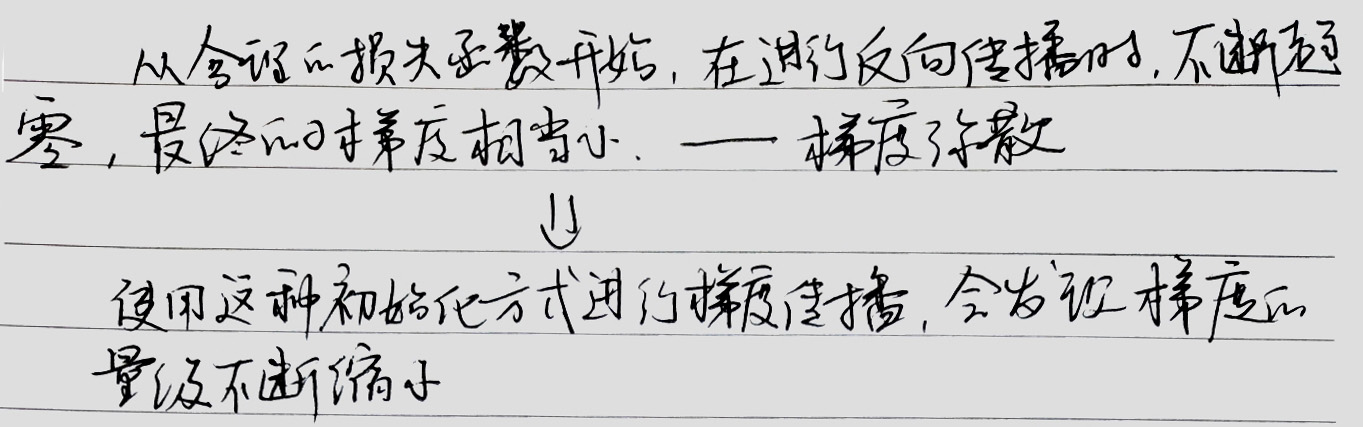 从合理的损失函数开始，在进行反向传播时，不断趋
零，最终的梯度相当小. — 梯度弥散
⇓
使用这种初始化方式进行梯度传播，会发现梯度的
量级不断缩小